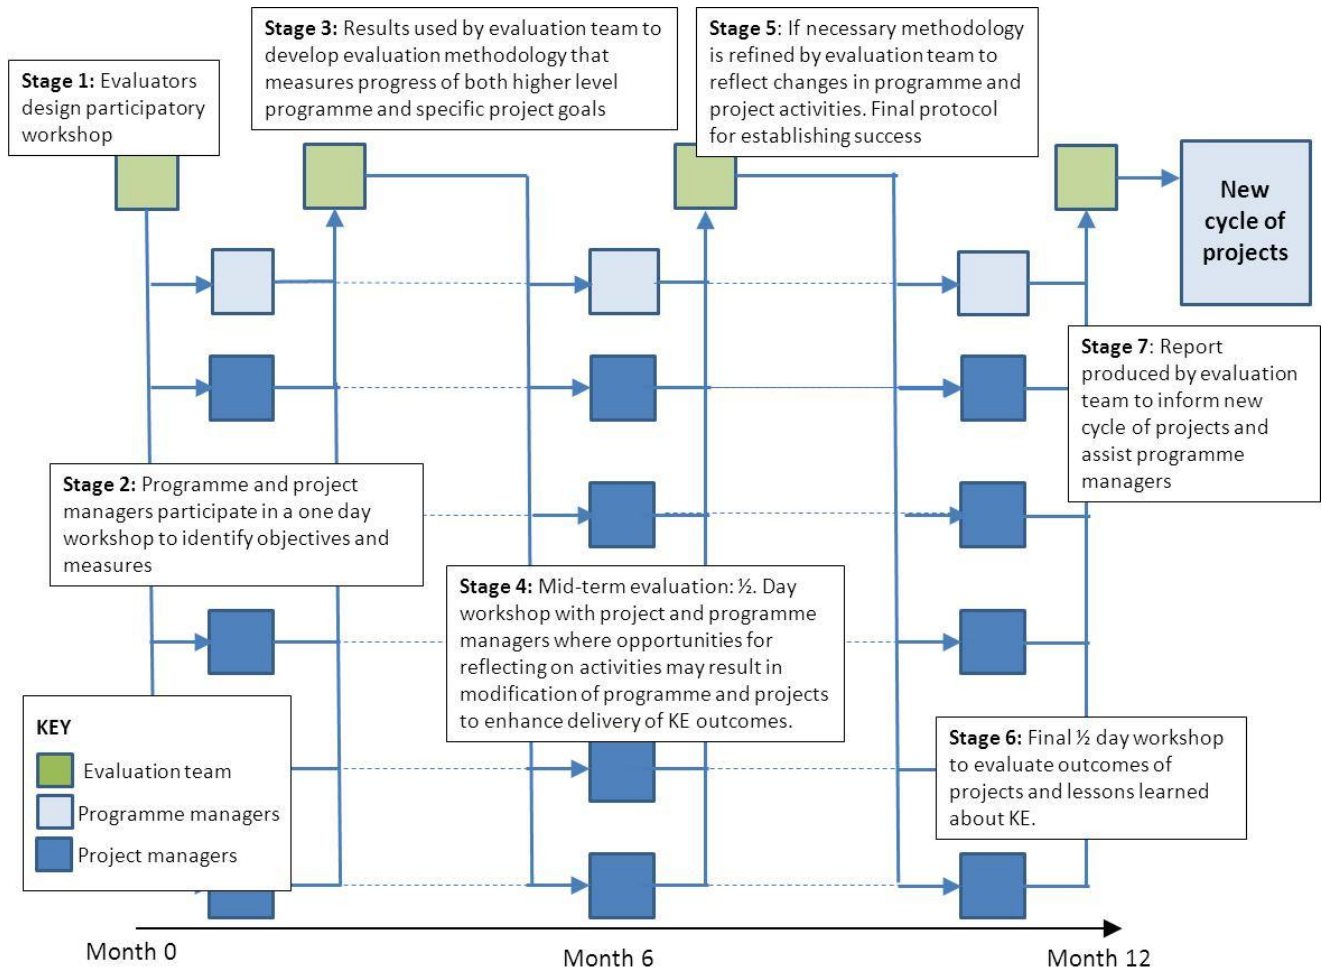 Stage 1: Evaluators
design participatory
workshop
Stage 3: Results used by evaluation team to
develop evaluation methodology that
measures progress of both higher level
programme and specific project goals
Stage 5: If necessary methodology
is refined by evaluation team to
reflect changes in programme and
project activities. Final protocol
for establishing success
New
cycle of
projects
Stage 7: Report
produced by evaluation
team to inform new
cycle of projects and
assist programme
managers
Stage 2: Programme and project
managers participate in a one day
workshop to identify objectives and
measures
Stage 4: Mid-term evaluation: ½. Day
workshop with project and programme
managers where opportunities for
reflecting on activities may result in
modification of programme and projects
to enhance delivery of KE outcomes.
Stage 6: Final ½ day workshop
to evaluate outcomes of
projects and lessons learned
about KE.
KEY
Evaluation team
Programme managers
Project managers
Month 0
Month 6
Month 12